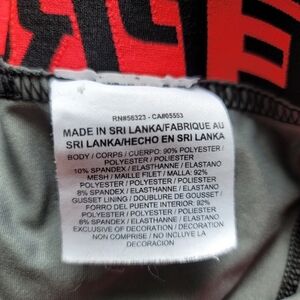 RN#56323 - CA#05553
MADE IN SRI LANKA/FABRIQUE AU
SRI LANKA/HECHO EN SRI LANKA
BODY / CORPS / CUERPO: 90% POLYESTER /
POLYESTER / POLIESTER
10% SPANDEX / ELASTHANNE / ELASTANO
MESH / MAILLE FILET / MALLA: 92%
POLYESTER / POLYESTER / POLIESTER
8% SPANDEX / ELASTHANNE / ELASTANO
GUSSET LINING / DOUBLURE DE GOUSSET /
FORRO DEL PUENTE INTERIOR: 92%
POLYESTER / POLYESTER / POLIESTER
8% SPANDEX / ELASTHANNE / ELASTANO
EXCLUSIVE OF DECORATION / DECORATION
NON COMPRISE / NO INCLUYE LA
DECORACION